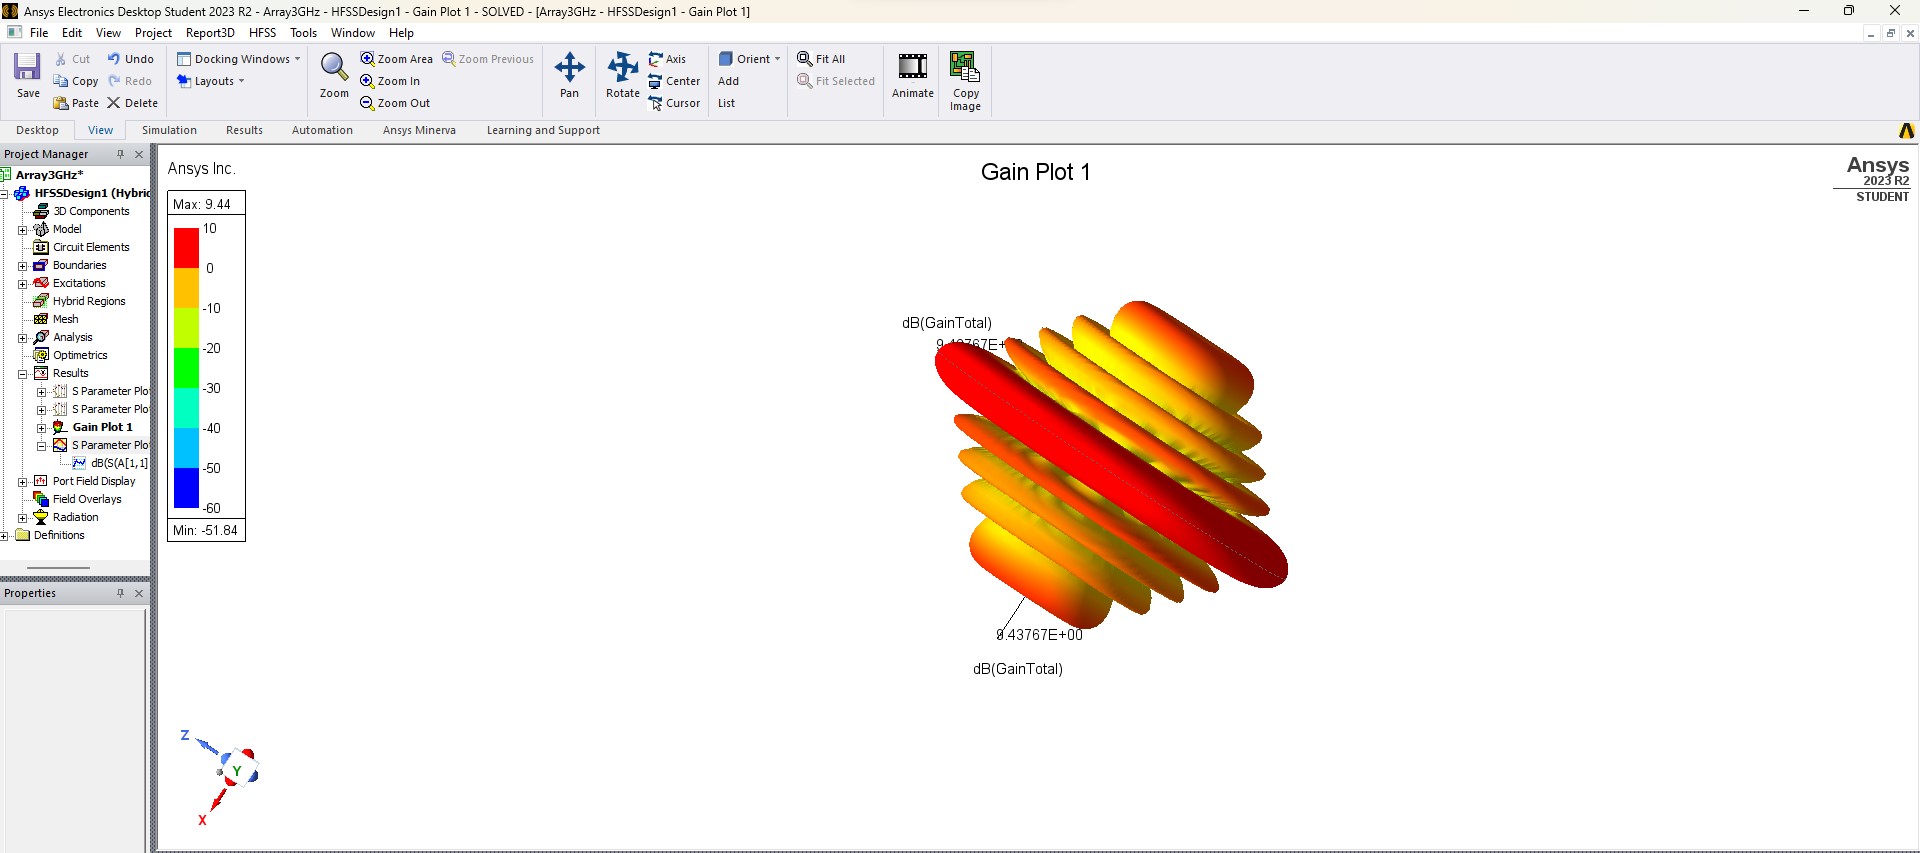 Ansys Electronics Desktop Student 2023 R2 - Array3GHz - HFSSDesign1 - Gain Plot 1 - SOLVED - [Array3GHz - HFSSDesign1 - Gain Plot 1]
File Edit View Project Report3D HFSS Tools Window Help
Save
Cut
Copy
Paste
Undo
Redo
Delete
Docking Windows
Layouts
Zoom
Zoom Area
Zoom In
Zoom Out
Zoom Previous
Pan
Rotate
Axis
Center
Cursor
Orient
Add
List
Fit All
Fit Selected
Animate
Copy
Image
Desktop View Simulation Results Automation Ansys Minerva Learning and Support
Project Manager
Array3GHz*
HFSSDesign1 (Hybric
3D Components
Model
Circuit Elements
Boundaries
Excitations
Hybrid Regions
Mesh
Analysis
Optimetrics
Results
S Parameter Plo
S Parameter Plo
Gain Plot 1
S Parameter Plo
dB(S(A[1,1]
Port Field Display
Field Overlays
Radiation
Definitions
Properties
Ansys Inc.
Gain Plot 1
Ansys
2023 R2
STUDENT
Max: 9.44
10
0
-10
-20
-30
-40
-50
-60
Min: -51.84
dB(GainTotal)
9.43767E+00
dB(GainTotal)
Z
Y
X